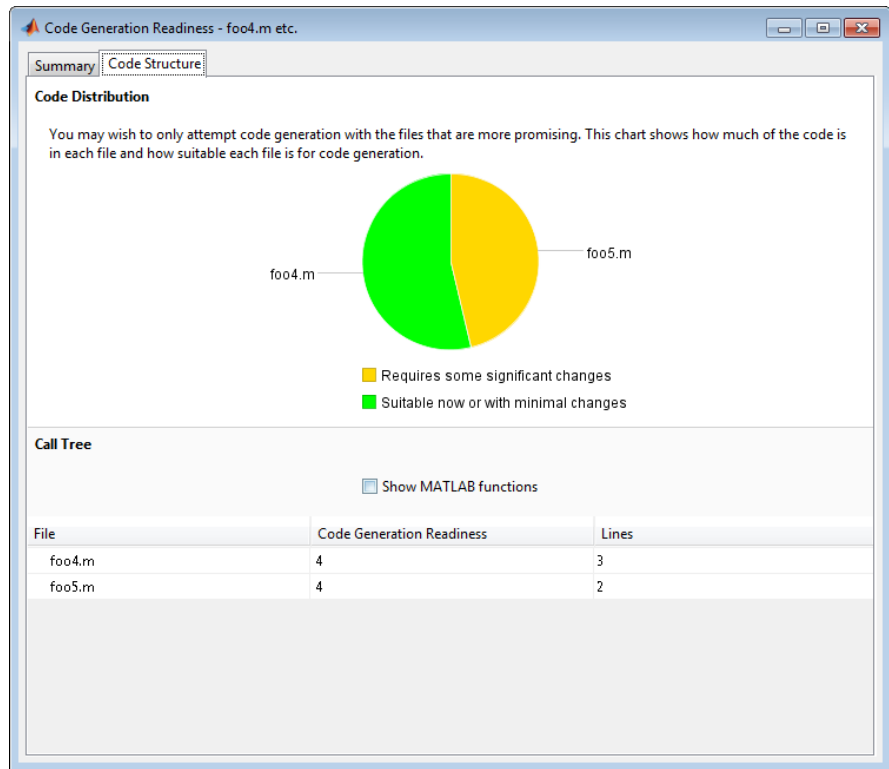 Code Generation Readiness - foo4.m etc.
Summary
Code Structure
Code Distribution
You may wish to only attempt code generation with the files that are more promising. This chart shows how much of the code is
in each file and how suitable each file is for code generation.
foo5.m
foo4.m
Requires some significant changes
Suitable now or with minimal changes
Call Tree
Show MATLAB functions
File Code Generation Readiness Lines
foo4.m 4 3
foo5.m 4 2